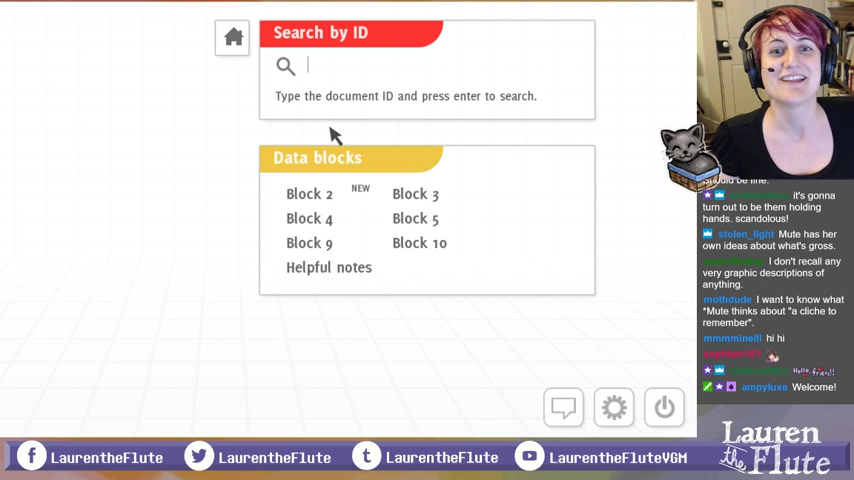 Search by ID
Type the document ID and press enter to search.
Data blocks
Block 2 NEW
Block 3
Block 4
Block 5
Block 9
Block 10
Helpful notes
should be fine.
it's gonna
turn out to be them holding
hands. scandolous!
stolen_light Mute has her
own ideas about what's gross.
I don't recall any
very graphic descriptions of
anything.
mothdude I want to know what
*Mute thinks about "a cliche to
remember".
mmmminelli hi hi
Hello, friend!
ampyluxe Welcome!
Lauren
the Flute
LaurentheFlute
LaurentheFlute
LaurentheFlute
LaurentheFluteVGM